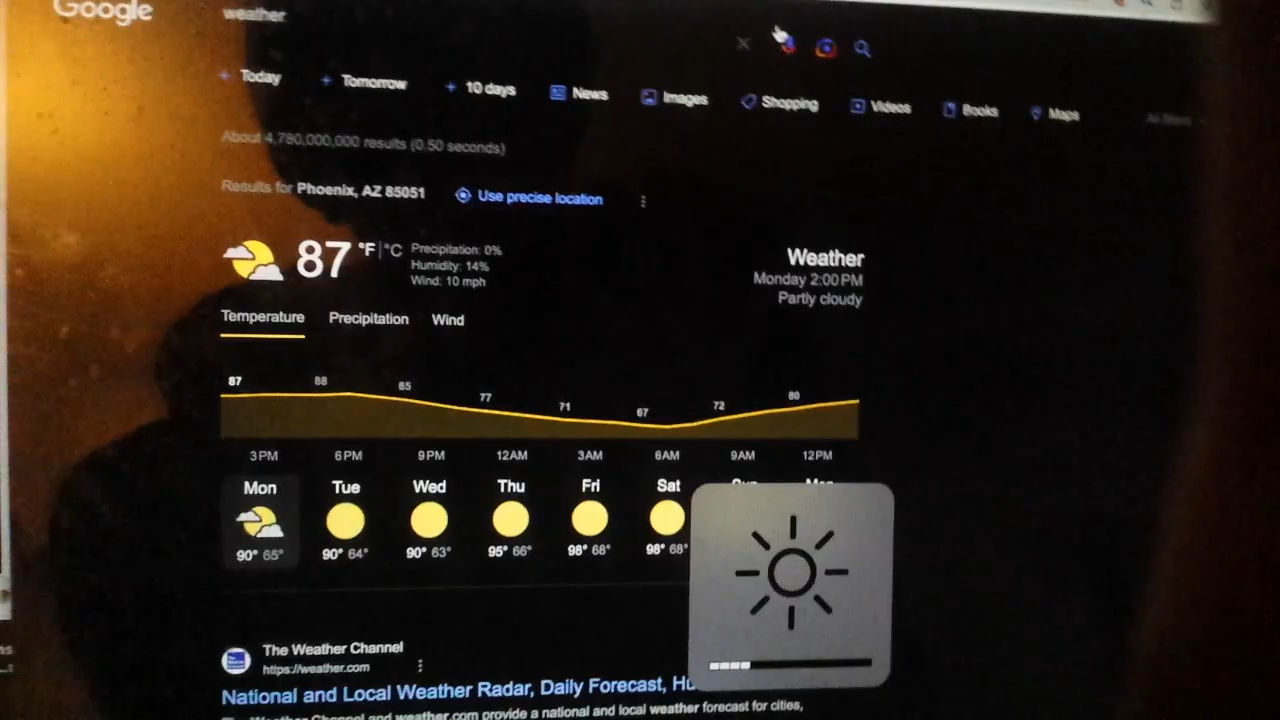 Google
weather
Today Tomorrow 10 days News Images Shopping Videos Books Maps
About 4,780,000,000 results (0.50 seconds)
Results for Phoenix, AZ 85051 Use precise location
87 °F | °C
Precipitation: 0%
Humidity: 14%
Wind: 10 mph
Weather
Monday 2:00 PM
Partly cloudy
Temperature Precipitation Wind
87 88 85 77 71 67 72 80
3 PM 6 PM 9 PM 12 AM 3 AM 6 AM 9 AM 12 PM
Mon Tue Wed Thu Fri Sat
90° 65° 90° 64° 90° 63° 95° 66° 98° 68° 98° 68°
The Weather Channel
https://weather.com
National and Local Weather Radar, Daily Forecast,
Weather Channel and weather.com provide a national and local weather forecast for cities,